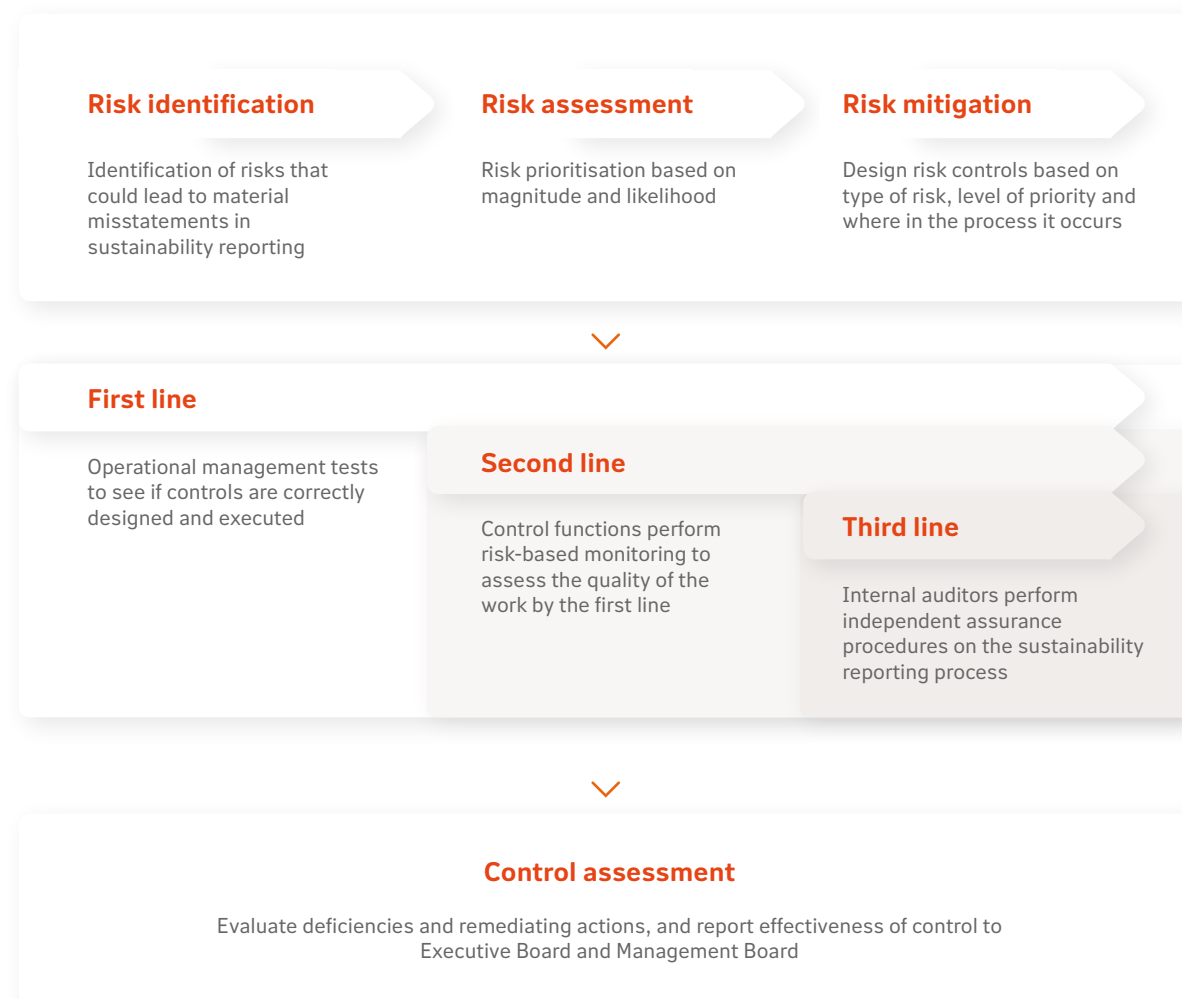 Risk identification
Identification of risks that
could lead to material
misstatements in
sustainability reporting
Risk assessment
Risk prioritisation based on
magnitude and likelihood
Risk mitigation
Design risk controls based on
type of risk, level of priority and
where in the process it occurs
First line
Operational management tests
to see if controls are correctly
designed and executed
Second line
Control functions perform
risk-based monitoring to
assess the quality of the
work by the first line
Third line
Internal auditors perform
independent assurance
procedures on the sustainability
reporting process
Control assessment
Evaluate deficiencies and remediating actions, and report effectiveness of control to
Executive Board and Management Board